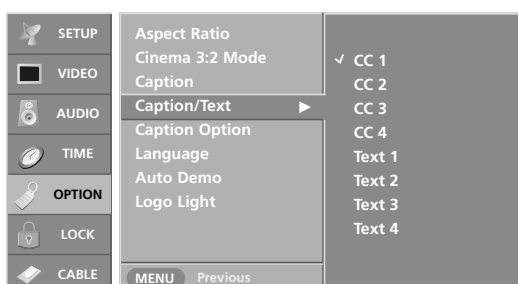 SETUP
VIDEO
AUDIO
TIME
OPTION
LOCK
CABLE
Aspect Ratio
Cinema 3:2 Mode
Caption
Caption/Text
Caption Option
Language
Auto Demo
Logo Light
MENU Previous
CC 1
CC 2
CC 3
CC 4
Text 1
Text 2
Text 3
Text 4